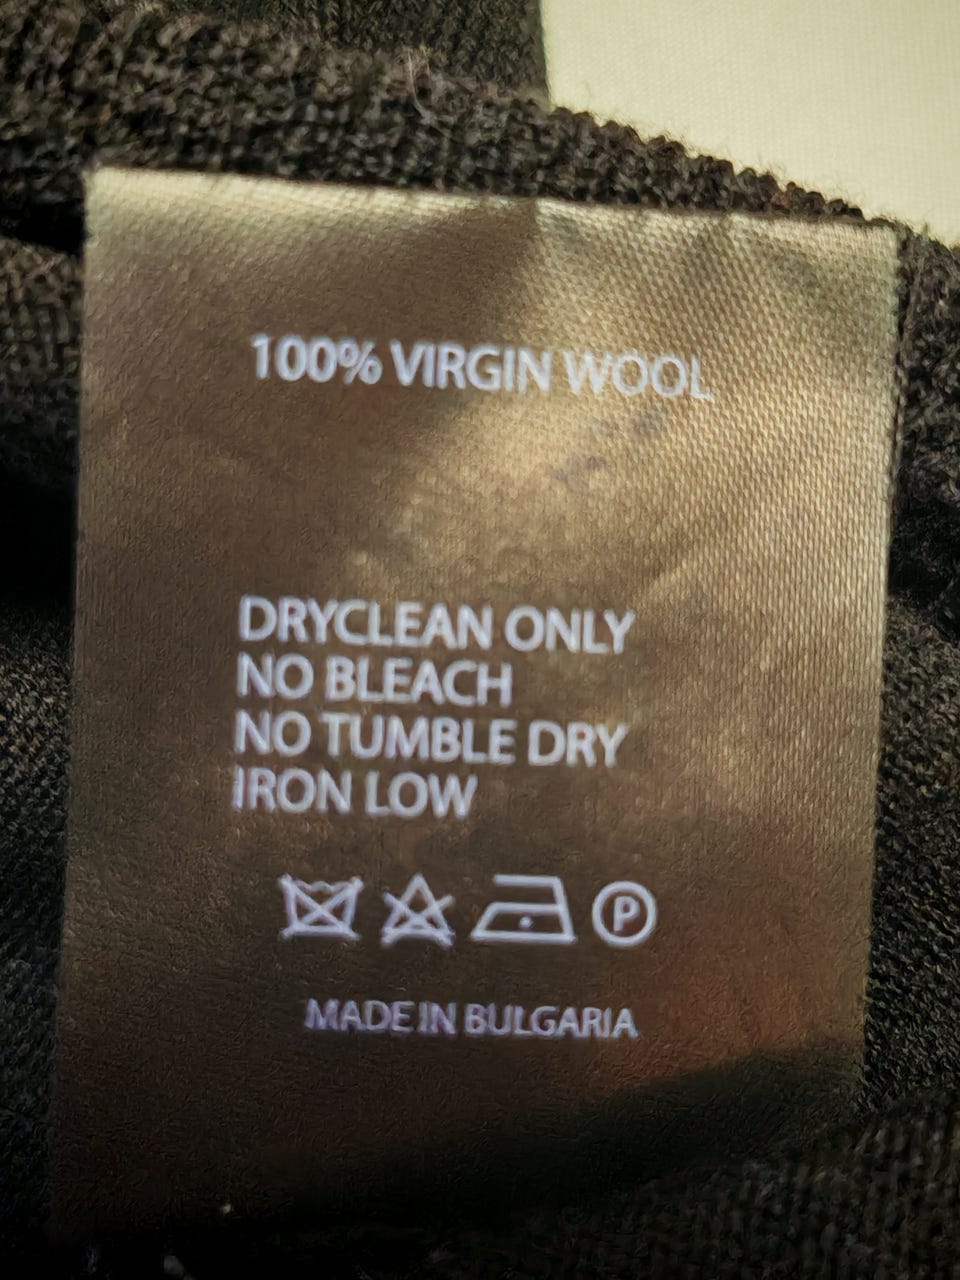 100% VIRGIN WOOL
DRYCLEAN ONLY
NO BLEACH
NO TUMBLE DRY
IRON LOW
P
MADE IN BULGARIA